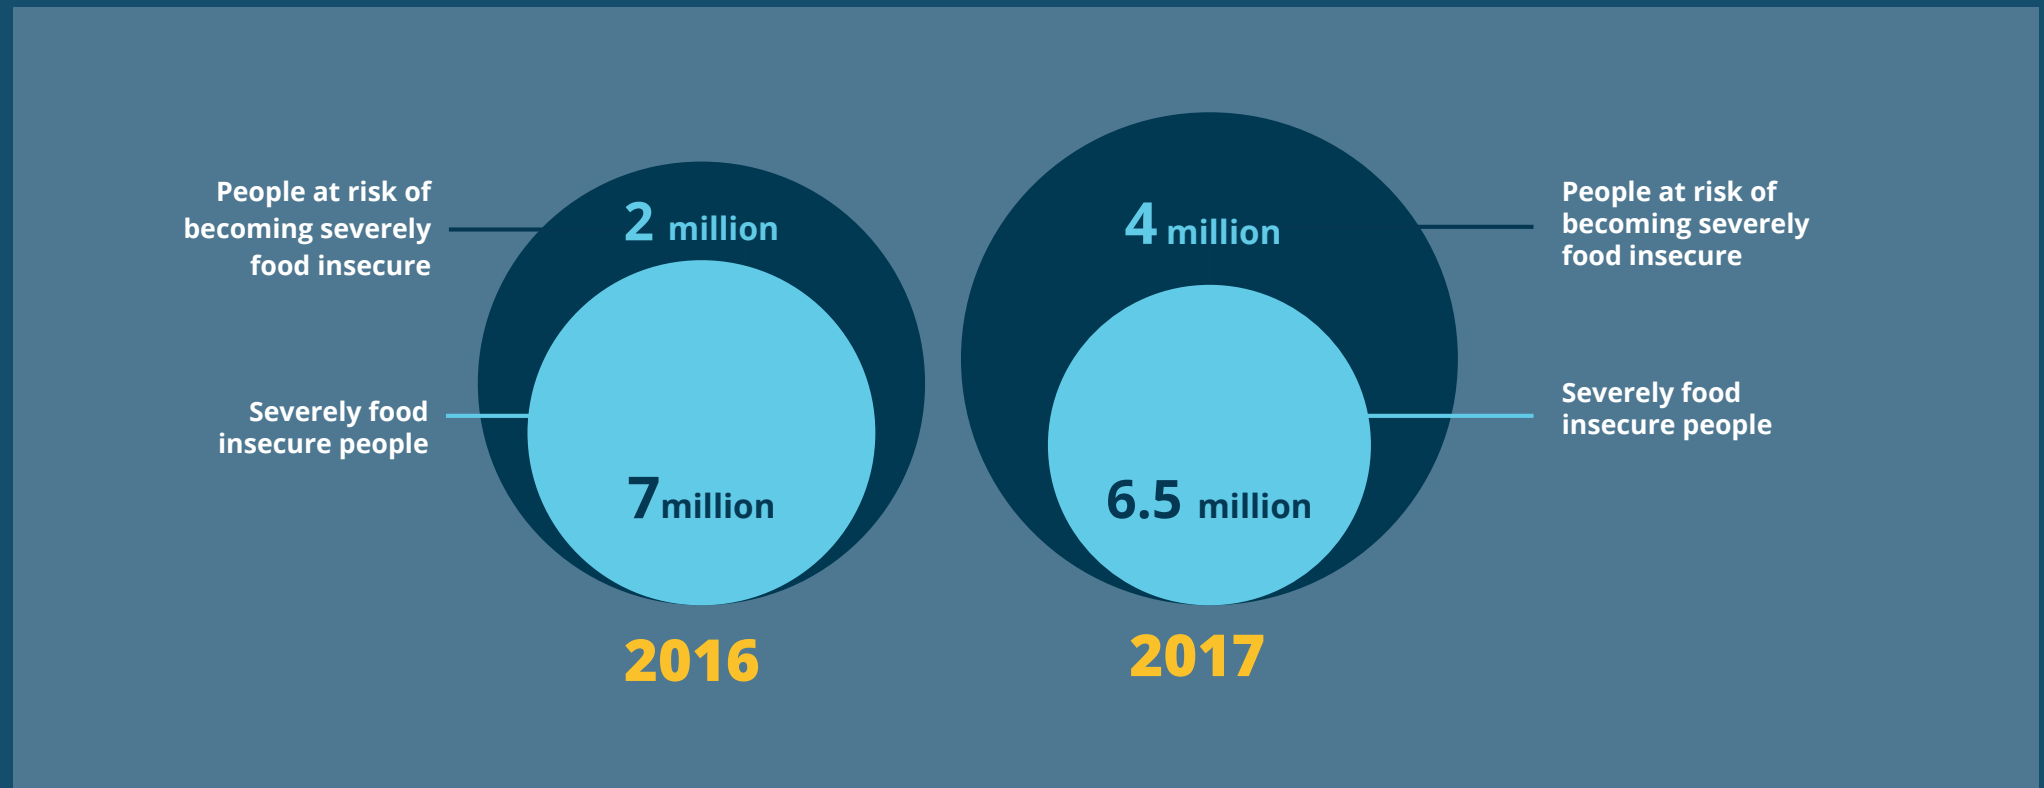 People at risk of
becoming severely
food insecure
2 million
Severely food
insecure people
7million
2016
4 million
People at risk of
becoming severely
food insecure
Severely food
insecure people
6.5 million
2017